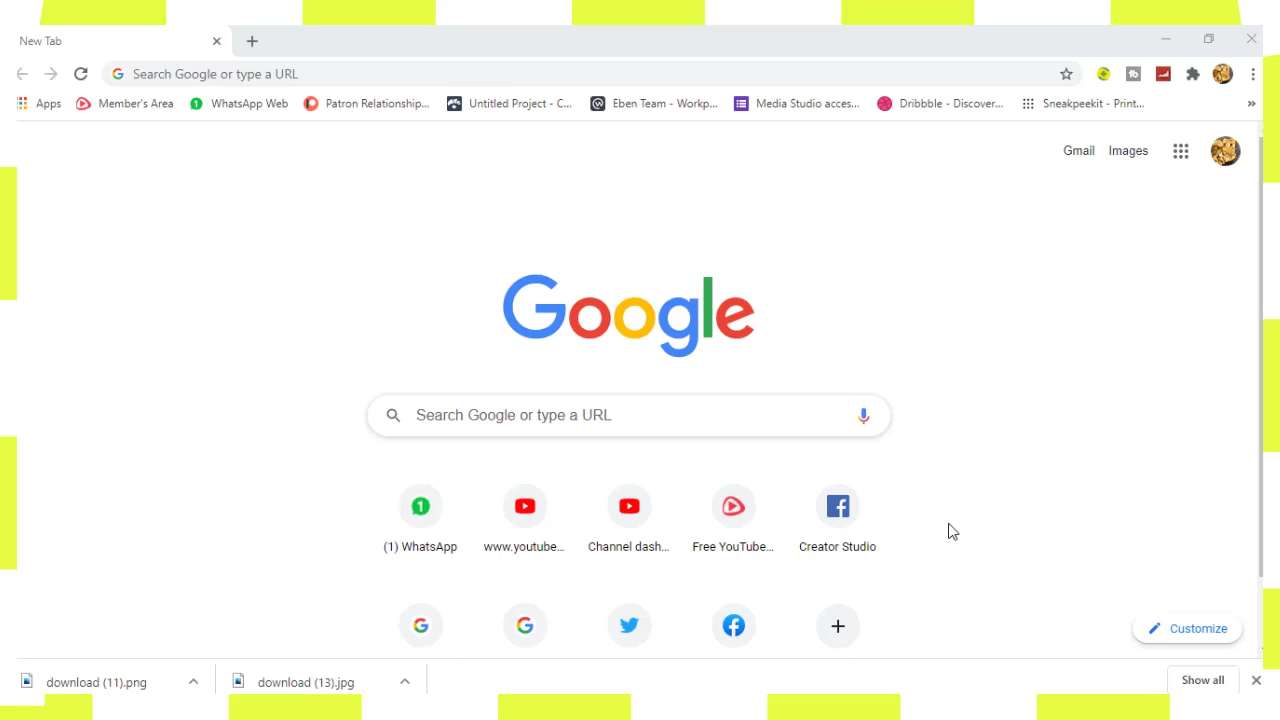 New Tab
Search Google or type a URL
Apps Member's Area WhatsApp Web Patron Relationship... Untitled Project - C... Eben Team - Workp... Media Studio acces... Dribbble - Discover... Sneakpeekit - Print... »
Gmail Images
Google
Search Google or type a URL
(1) WhatsApp www.youtube... Channel dash... Free YouTube... Creator Studio
Customize
download (11).png download (13).jpg Show all